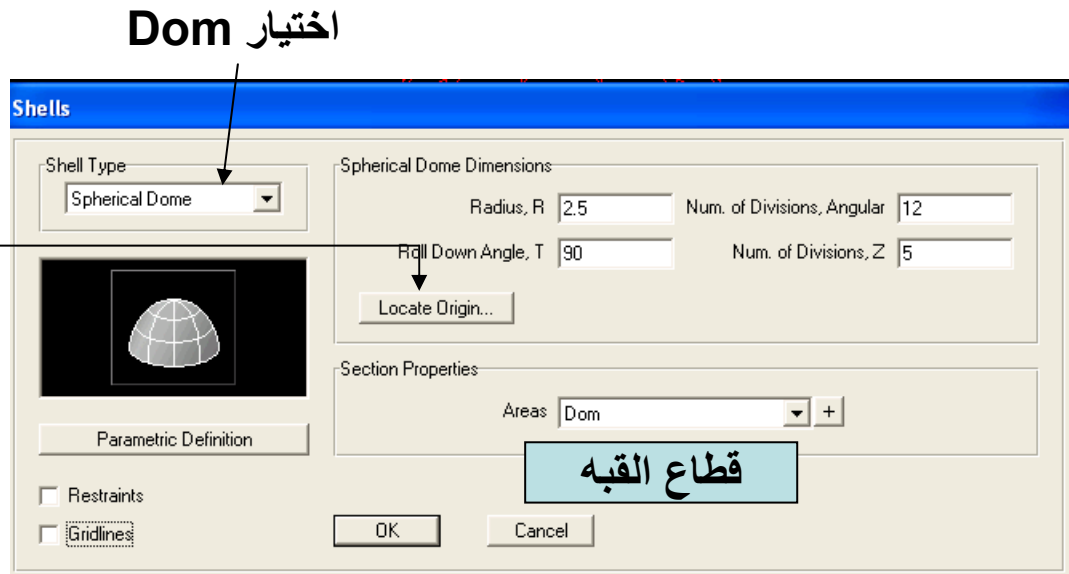 اختيار Dom
Shells
Shell Type
Spherical Dome
Spherical Dome Dimensions
Radius, R 2.5 Num. of Divisions, Angular 12
Roll Down Angle, T 90 Num. of Divisions, Z 5
Locate Origin...
Section Properties
Areas Dom +
قطاع القبه
Parametric Definition
Restraints
Gridlines
OK Cancel